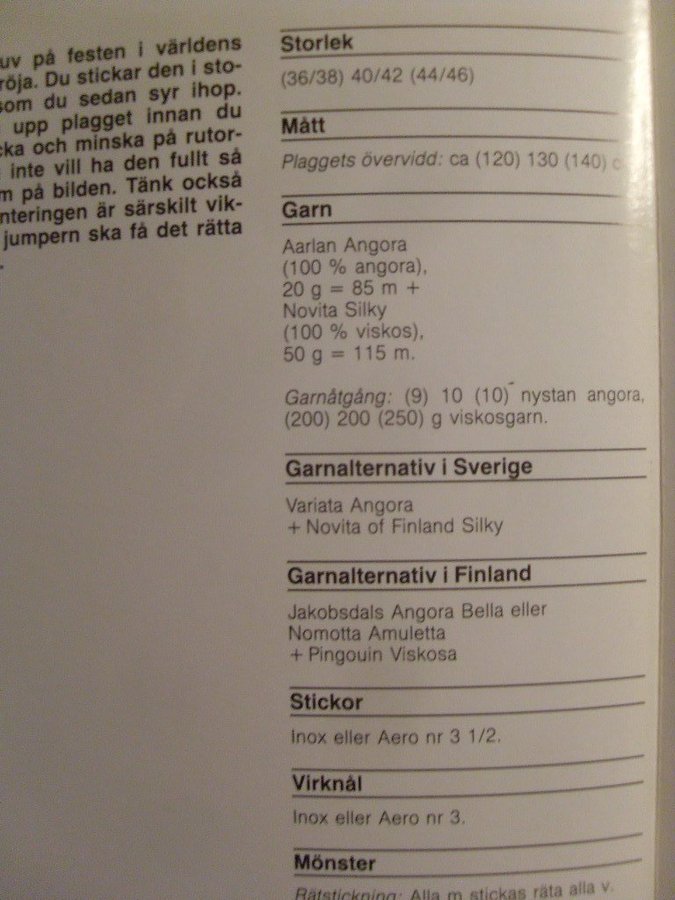 uv på festen i världens
röja. Du stickar den i sto-
som du sedan syr ihop.
upp plagget innan du
cka och minska på rutor-
inte vill ha den fullt så
m på bilden. Tänk också
nteringen är särskilt vik-
jumpern ska få det rätta
Storlek
(36/38) 40/42 (44/46)
Mått
Plaggets övervidd: ca (120) 130 (140) c
Garn
Aarlan Angora
(100 % angora),
20 g = 85 m +
Novita Silky
(100 % viskos),
50 g = 115 m.
Garnåtgång: (9) 10 (10) nystan angora,
(200) 200 (250) g viskosgarn.
Garnalternativ i Sverige
Variata Angora
+ Novita of Finland Silky
Garnalternativ i Finland
Jakobsdals Angora Bella eller
Nomotta Amuletta
+ Pingouin Viskosa
Stickor
Inox eller Aero nr 3 1/2.
Virknål
Inox eller Aero nr 3.
Mönster
Rätstickning: Alla m stickas räta alla v.